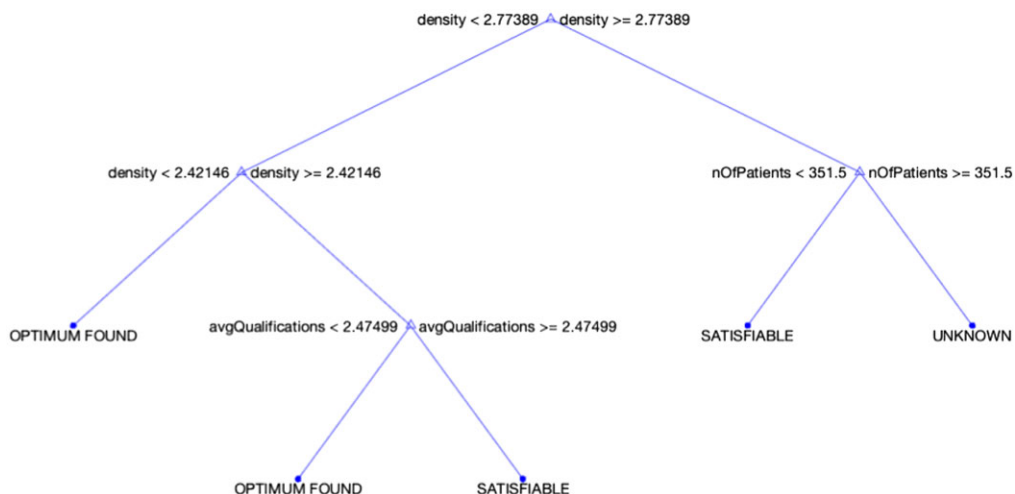 density < 2.77389 density >= 2.77389
density < 2.42146 density >= 2.42146
nOfPatients < 351.5 nOfPatients >= 351.5
OPTIMUM FOUND
avgQualifications < 2.47499 avgQualifications >= 2.47499
SATISFIABLE
UNKNOWN
OPTIMUM FOUND
SATISFIABLE